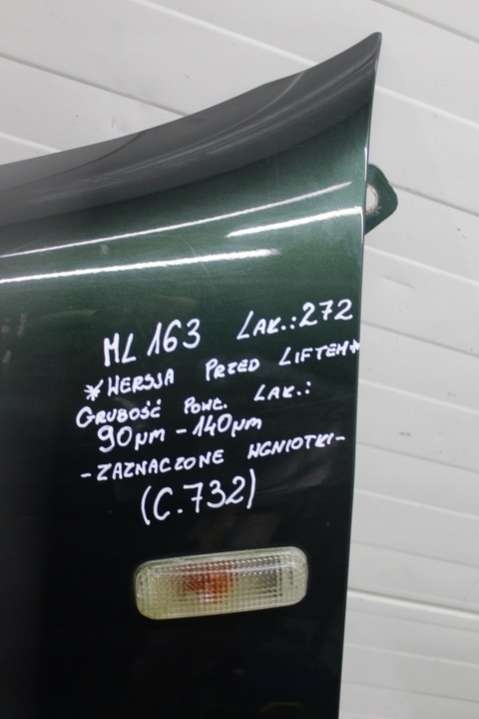 ML 163 LAK.: 272
* WERSJA PRZED LIFTEM *
GRUBOŚĆ POWŁ. LAK.:
90µm - 140µm
- ZAZNACZONE WGNIOTKI -
(C.732)